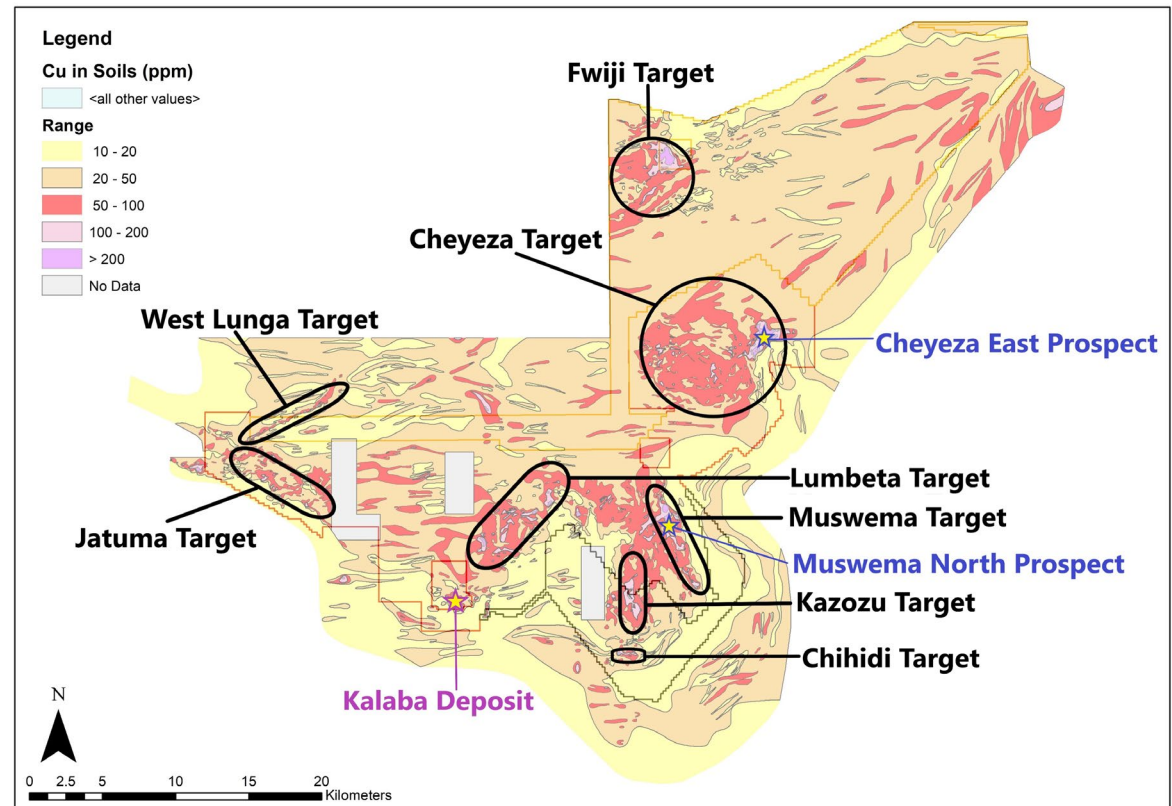 Legend
Cu in Soils (ppm)
<all other values>
Range
10 - 20
20 - 50
50 - 100
100 - 200
> 200
No Data
Fwiji Target
Cheyeza Target
West Lunga Target
Cheyeza East Prospect
Lumbeta Target
Muswema Target
Jatuma Target
Muswema North Prospect
Kazozu Target
Chihidi Target
Kalaba Deposit
N
0 2.5 5 10 15 20
Kilometers